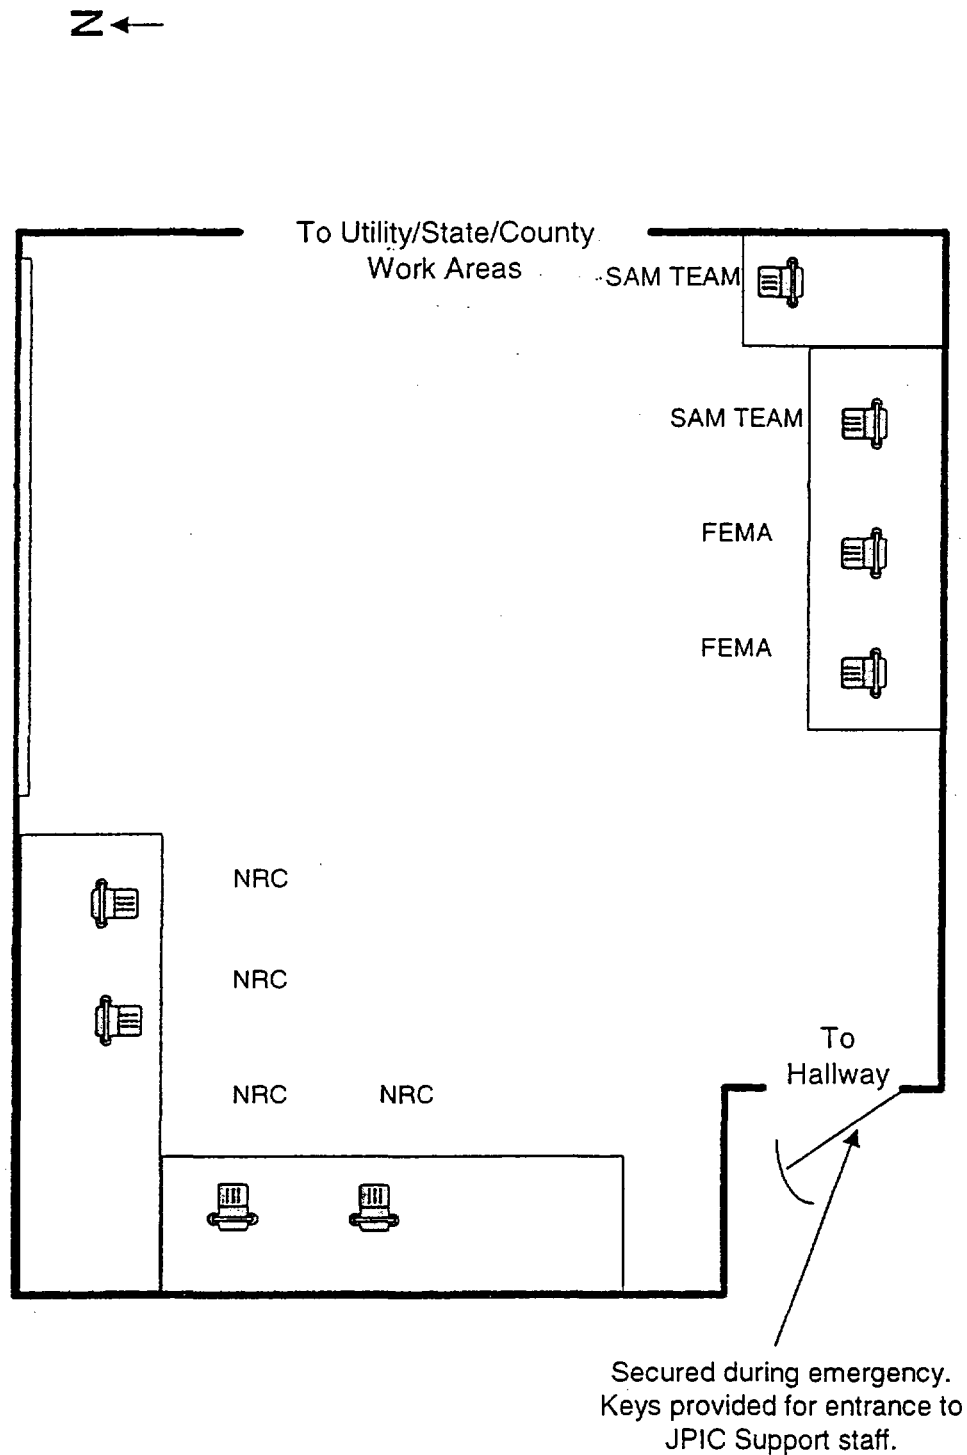 N
To Utility/State/County
Work Areas
SAM TEAM
SAM TEAM
FEMA
FEMA
NRC
NRC
NRC NRC
To
Hallway
Secured during emergency.
Keys provided for entrance to
JPIC Support staff.